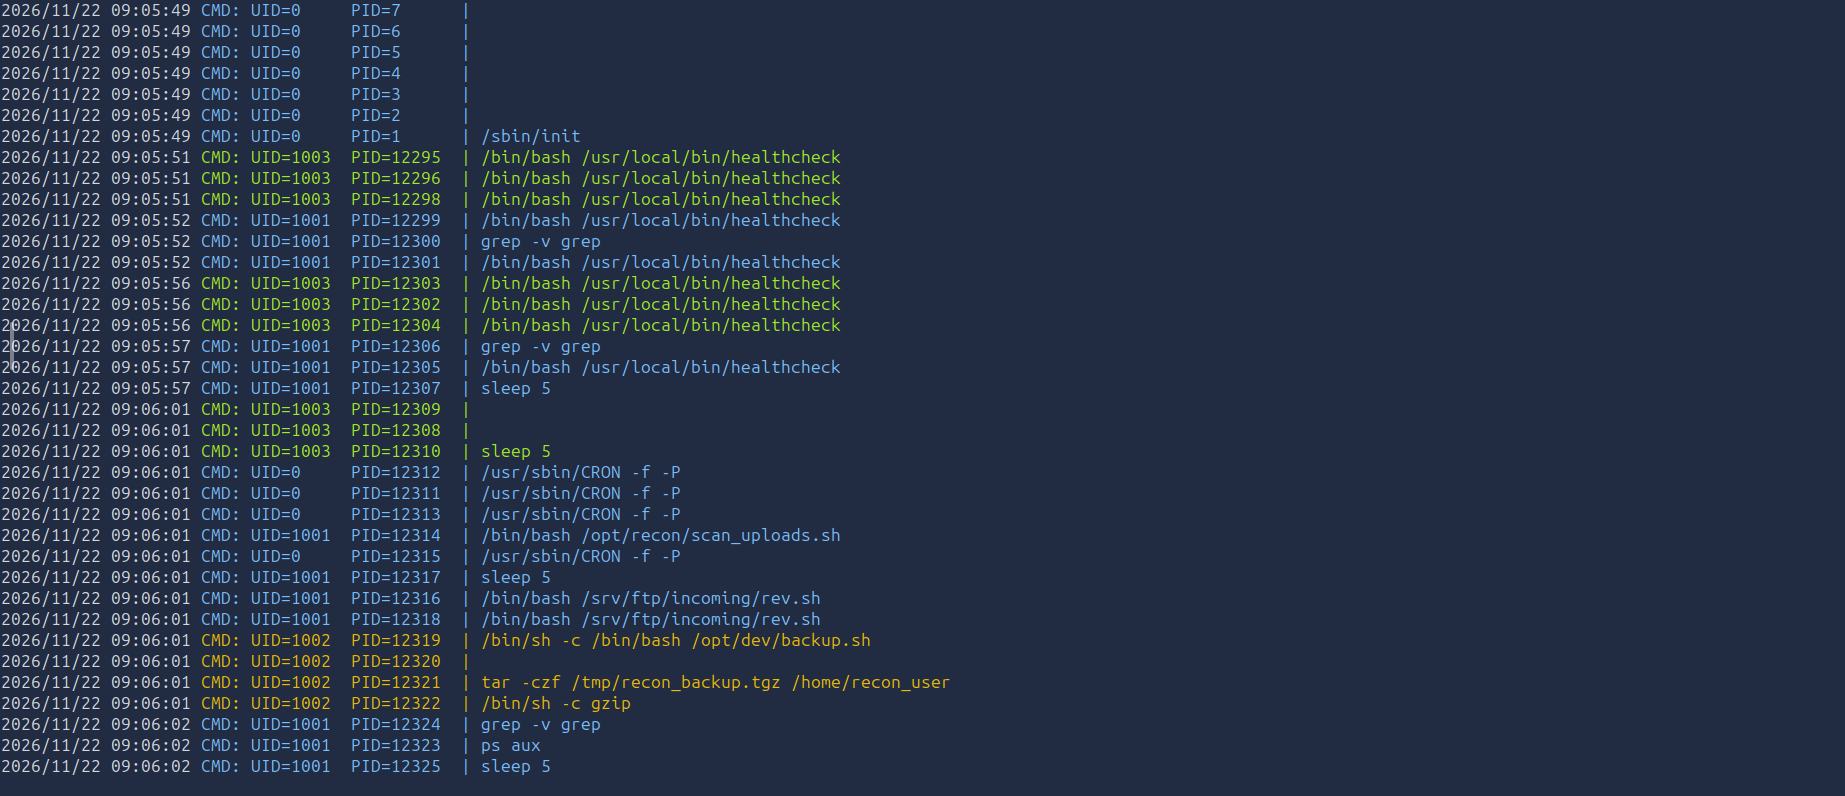 2026/11/22 09:05:49 CMD: UID=0     PID=7      |
2026/11/22 09:05:49 CMD: UID=0     PID=6      |
2026/11/22 09:05:49 CMD: UID=0     PID=5      |
2026/11/22 09:05:49 CMD: UID=0     PID=4      |
2026/11/22 09:05:49 CMD: UID=0     PID=3      |
2026/11/22 09:05:49 CMD: UID=0     PID=2      |
2026/11/22 09:05:49 CMD: UID=0     PID=1      | /sbin/init
2026/11/22 09:05:51 CMD: UID=1003  PID=12295  | /bin/bash /usr/local/bin/healthcheck
2026/11/22 09:05:51 CMD: UID=1003  PID=12296  | /bin/bash /usr/local/bin/healthcheck
2026/11/22 09:05:51 CMD: UID=1003  PID=12298  | /bin/bash /usr/local/bin/healthcheck
2026/11/22 09:05:52 CMD: UID=1001  PID=12299  | /bin/bash /usr/local/bin/healthcheck
2026/11/22 09:05:52 CMD: UID=1001  PID=12300  | grep -v grep
2026/11/22 09:05:52 CMD: UID=1001  PID=12301  | /bin/bash /usr/local/bin/healthcheck
2026/11/22 09:05:56 CMD: UID=1003  PID=12303  | /bin/bash /usr/local/bin/healthcheck
2026/11/22 09:05:56 CMD: UID=1003  PID=12302  | /bin/bash /usr/local/bin/healthcheck
2026/11/22 09:05:56 CMD: UID=1003  PID=12304  | /bin/bash /usr/local/bin/healthcheck
2026/11/22 09:05:57 CMD: UID=1001  PID=12306  | grep -v grep
2026/11/22 09:05:57 CMD: UID=1001  PID=12305  | /bin/bash /usr/local/bin/healthcheck
2026/11/22 09:05:57 CMD: UID=1001  PID=12307  | sleep 5
2026/11/22 09:06:01 CMD: UID=1003  PID=12309  |
2026/11/22 09:06:01 CMD: UID=1003  PID=12308  |
2026/11/22 09:06:01 CMD: UID=1003  PID=12310  | sleep 5
2026/11/22 09:06:01 CMD: UID=0     PID=12312  | /usr/sbin/CRON -f -P
2026/11/22 09:06:01 CMD: UID=0     PID=12311  | /usr/sbin/CRON -f -P
2026/11/22 09:06:01 CMD: UID=0     PID=12313  | /usr/sbin/CRON -f -P
2026/11/22 09:06:01 CMD: UID=1001  PID=12314  | /bin/bash /opt/recon/scan_uploads.sh
2026/11/22 09:06:01 CMD: UID=0     PID=12315  | /usr/sbin/CRON -f -P
2026/11/22 09:06:01 CMD: UID=1001  PID=12317  | sleep 5
2026/11/22 09:06:01 CMD: UID=1001  PID=12316  | /bin/bash /srv/ftp/incoming/rev.sh
2026/11/22 09:06:01 CMD: UID=1001  PID=12318  | /bin/bash /srv/ftp/incoming/rev.sh
2026/11/22 09:06:01 CMD: UID=1002  PID=12319  | /bin/sh -c /bin/bash /opt/dev/backup.sh
2026/11/22 09:06:01 CMD: UID=1002  PID=12320  |
2026/11/22 09:06:01 CMD: UID=1002  PID=12321  | tar -czf /tmp/recon_backup.tgz /home/recon_user
2026/11/22 09:06:01 CMD: UID=1002  PID=12322  | /bin/sh -c gzip
2026/11/22 09:06:02 CMD: UID=1001  PID=12324  | grep -v grep
2026/11/22 09:06:02 CMD: UID=1001  PID=12323  | ps aux
2026/11/22 09:06:02 CMD: UID=1001  PID=12325  | sleep 5